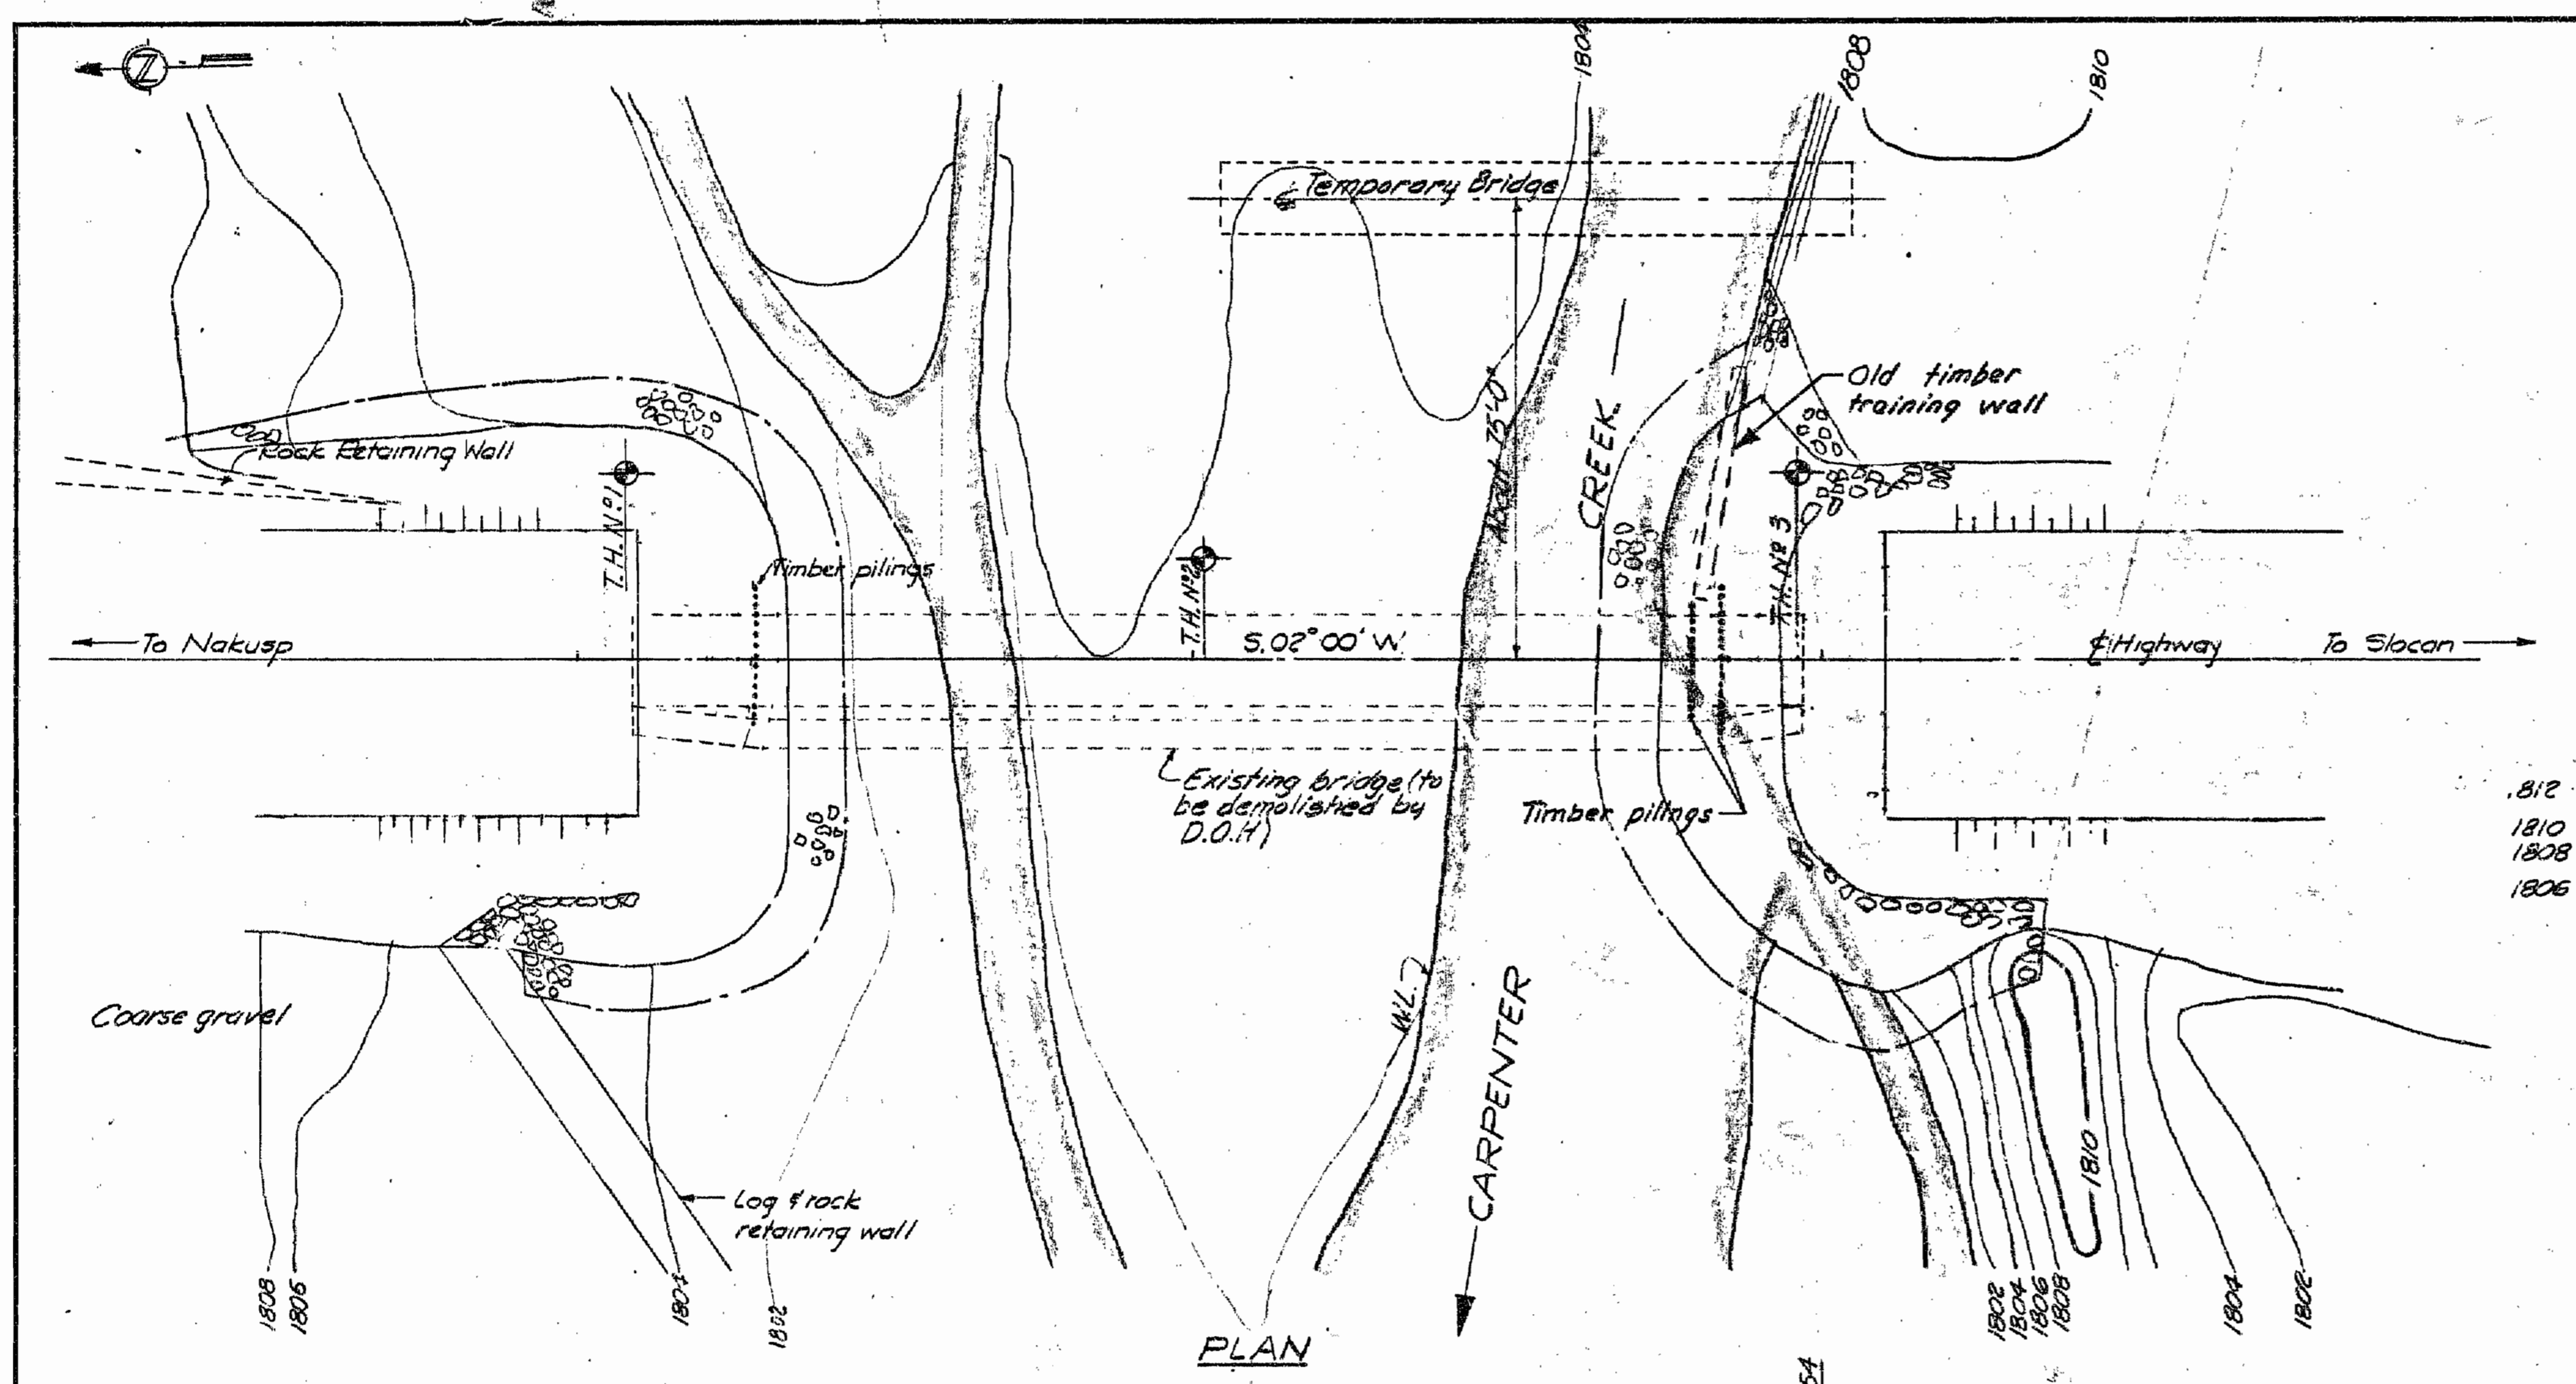 N
1804
1808
1810
Temporary Bridge
Old timber
training wall
Rock Retaining Wall
About 75'-0"
CREEK
T.H. Nº 1
T.H. Nº 2
T.H. Nº 3
Timber pilings
To Nakusp
S.02°00' W
℄ Highway
To Slocan
Existing bridge (to
be demolished by
D.O.H)
Timber pilings
.812
1810
1808
1806
Coarse gravel
W.L.
CARPENTER
Log & rock
retaining wall
1810
1808
1806
1804
1802
1802
1804
1806
1808
1804
1802
PLAN
54